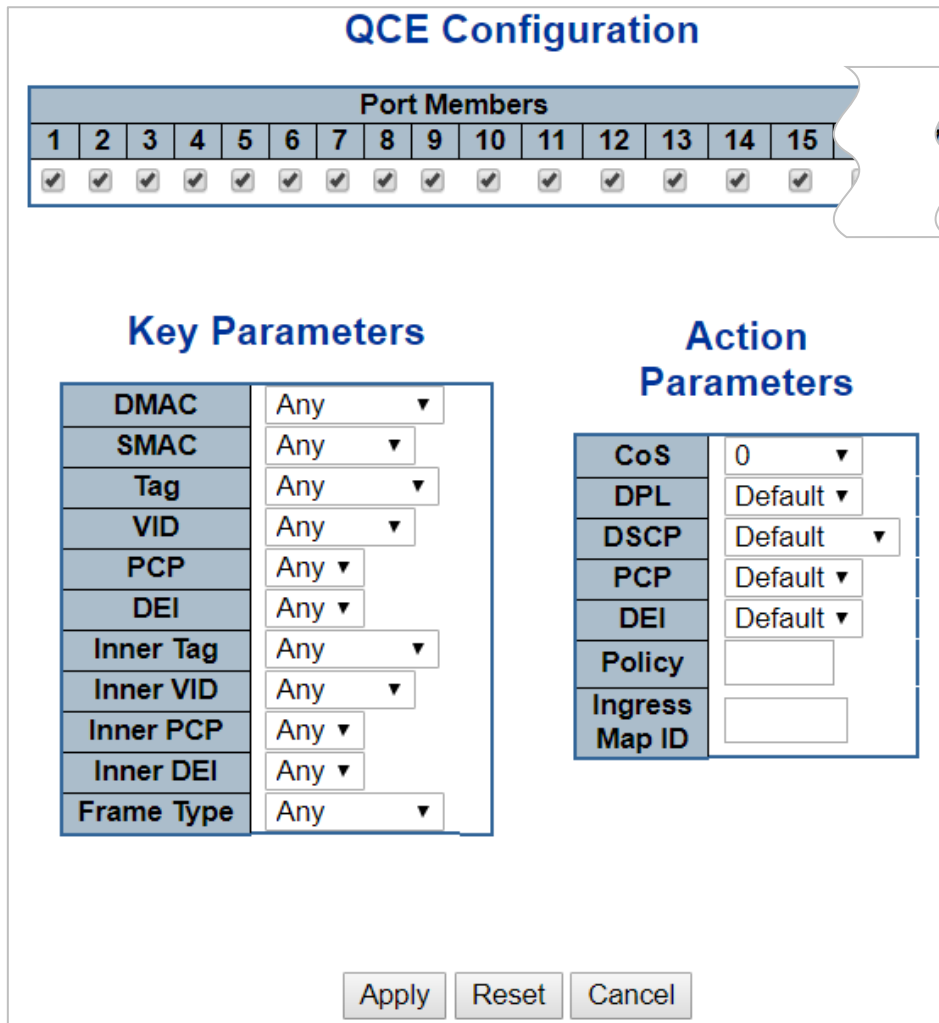 QCE Configuration
Port Members
1 2 3 4 5 6 7 8 9 10 11 12 13 14 15
Key Parameters
DMAC Any
SMAC Any
Tag Any
VID Any
PCP Any
DEI Any
Inner Tag Any
Inner VID Any
Inner PCP Any
Inner DEI Any
Frame Type Any
Action
Parameters
CoS 0
DPL Default
DSCP Default
PCP Default
DEI Default
Policy
Ingress
Map ID
Apply Reset Cancel